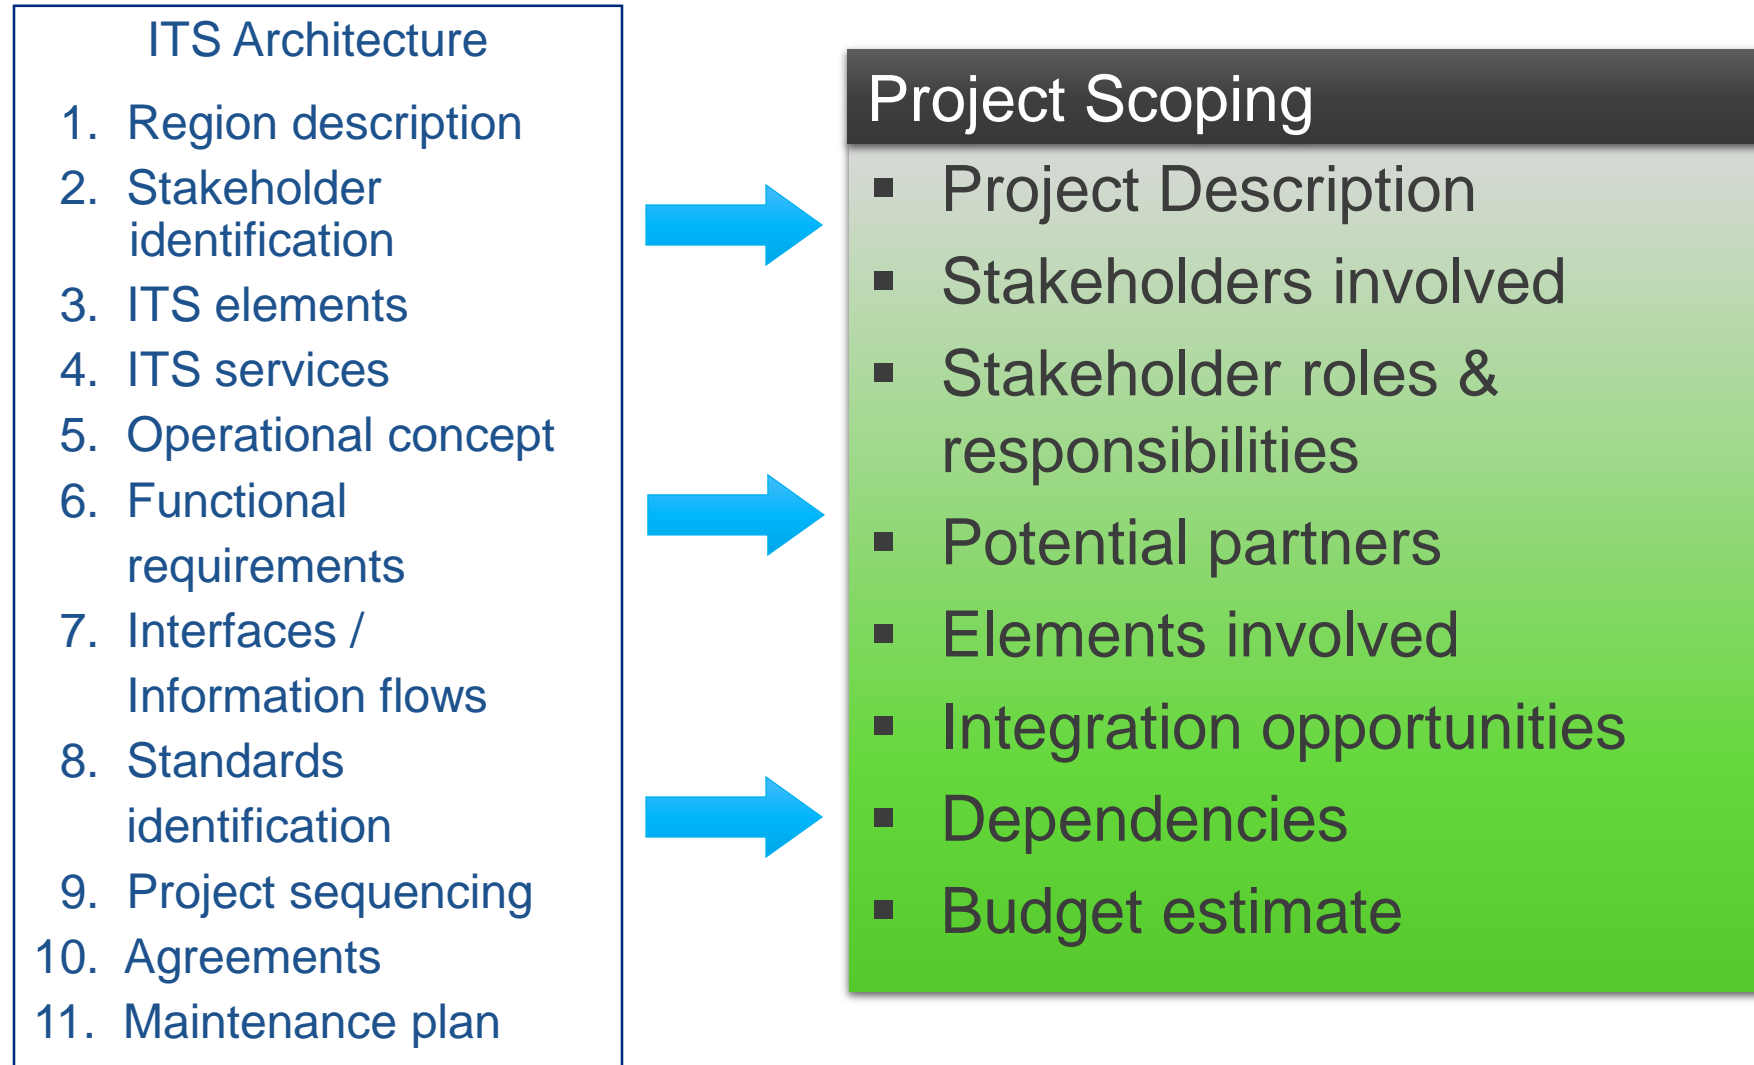 ITS Architecture
1. Region description
2. Stakeholder
identification
3. ITS elements
4. ITS services
5. Operational concept
6. Functional
requirements
7. Interfaces /
Information flows
8. Standards
identification
9. Project sequencing
10. Agreements
11. Maintenance plan
Project Scoping
▪ Project Description
▪ Stakeholders involved
▪ Stakeholder roles &
responsibilities
▪ Potential partners
▪ Elements involved
▪ Integration opportunities
▪ Dependencies
▪ Budget estimate